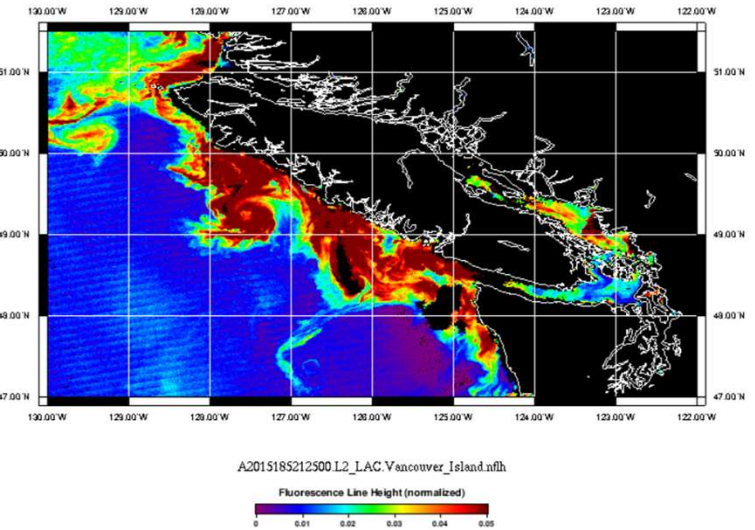 130.00°W 129.00°W 128.00°W 127.00°W 126.00°W 125.00°W 124.00°W 123.00°W 122.00°W
51.00°N 51.00°N
50.00°N 50.00°N
49.00°N 49.00°N
48.00°N 48.00°N
47.00°N 47.00°N
130.00°W 129.00°W 128.00°W 127.00°W 126.00°W 125.00°W 124.00°W 123.00°W 122.00°W
A2015185212500.L2_LAC.Vancouver_Island.nflh
Fluorescence Line Height (normalized)
0 0.01 0.02 0.03 0.04 0.05